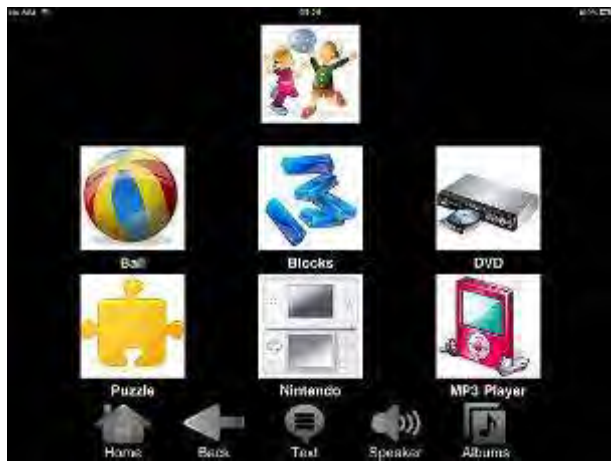 Ball Blocks DVD
Puzzle Nintendo MP3 Player
Home Back Text Speaker Albums